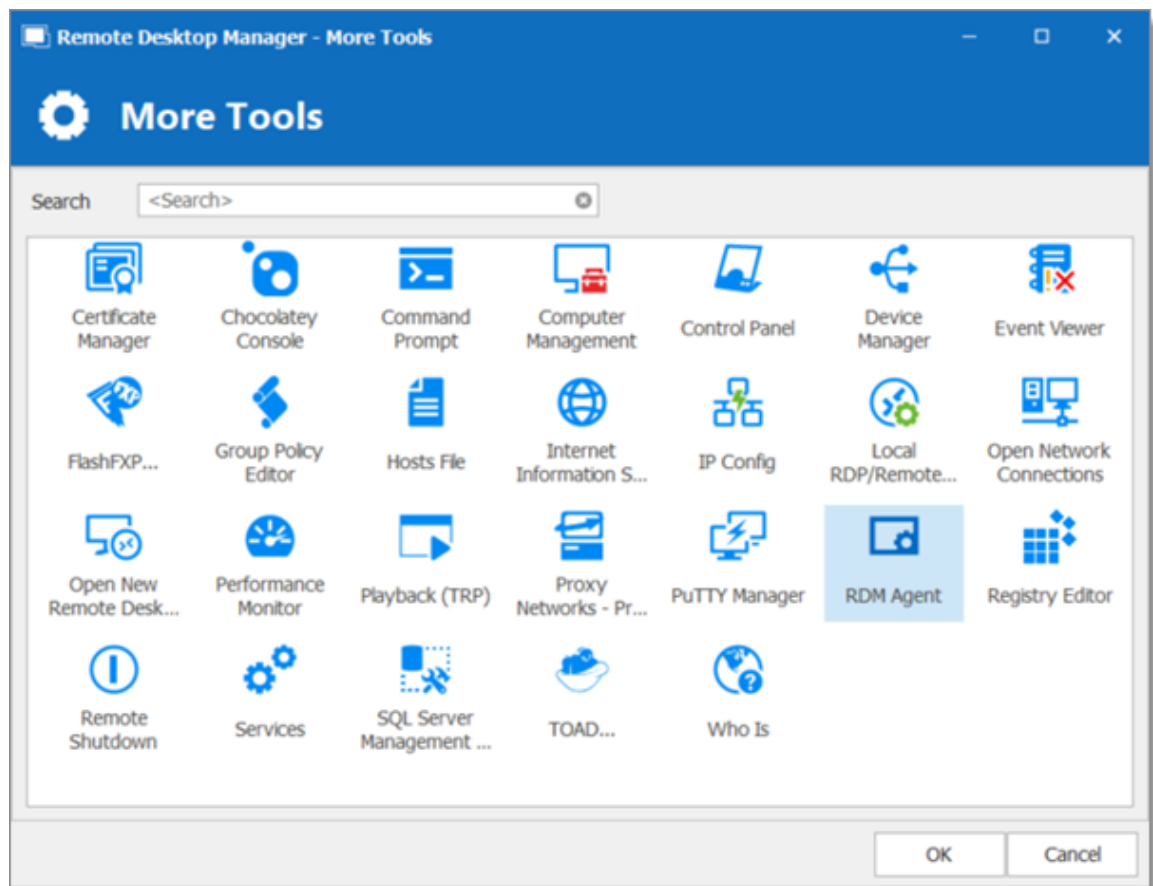 Remote Desktop Manager - More Tools
More Tools
Search <Search>
Certificate Manager
Chocolatey Console
Command Prompt
Computer Management
Control Panel
Device Manager
Event Viewer
FlashFXP...
Group Policy Editor
Hosts File
Internet Information S...
IP Config
Local RDP/Remote...
Open Network Connections
Open New Remote Desk...
Performance Monitor
Playback (TRP)
Proxy Networks - Pr...
PuTTY Manager
RDM Agent
Registry Editor
Remote Shutdown
Services
SQL Server Management ...
TOAD...
Who Is
OK Cancel